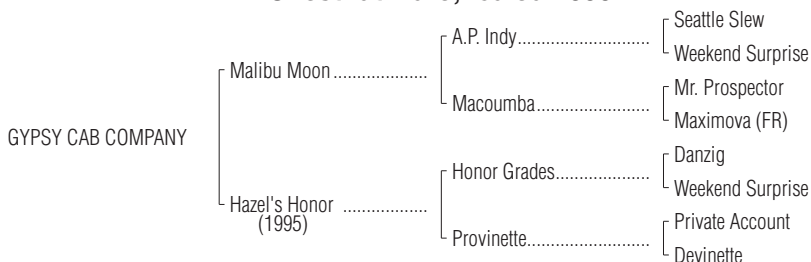 Seattle Slew
A.P. Indy
Weekend Surprise
Malibu Moon
Mr. Prospector
Macoumba
Maximova (FR)
GYPSY CAB COMPANY
Danzig
Honor Grades
Weekend Surprise
Hazel's Honor
(1995)
Private Account
Provinette
Devinette